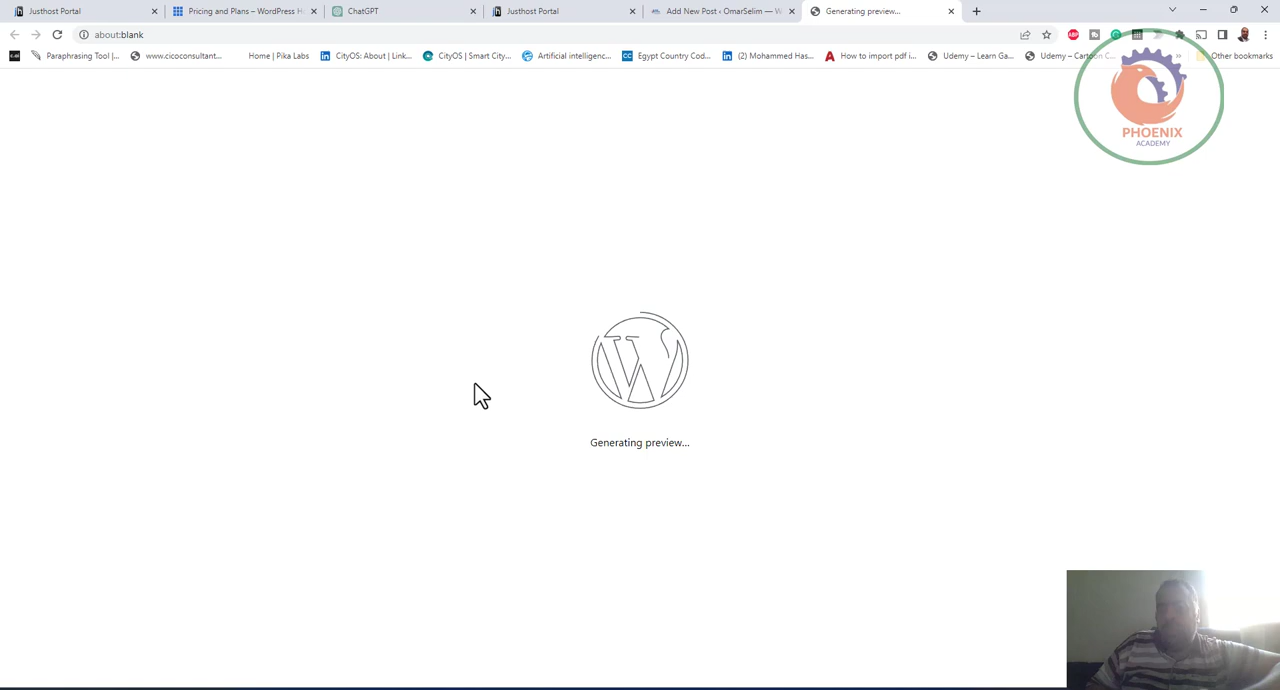 Justhost Portal
Pricing and Plans – WordPress H
ChatGPT
Justhost Portal
Add New Post ‹ OmarSelim — W
Generating preview...
about:blank
Paraphrasing Tool |...
www.cicoconsultant...
Home | Pika Labs
CityOS: About | Link...
CityOS | Smart City...
Artificial intelligenc...
CC
Egypt Country Cod...
(2) Mohammed Has...
How to import pdf i...
Udemy – Learn Ga...
Udemy – Cartoon C...
Other bookmarks
ABP
PHOENIX
ACADEMY
Generating preview...